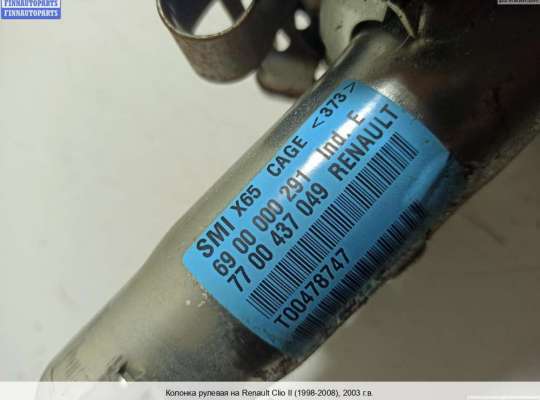 FINNAUTOPARTS
FINNAUTOPARTS
SMI X65 CAGE <373>
69 00 000 291 Ind. E
77 00 437 049 RENAULT
T00478747
Колонка рулевая на Renault Clio II (1998-2008), 2003 г.в.